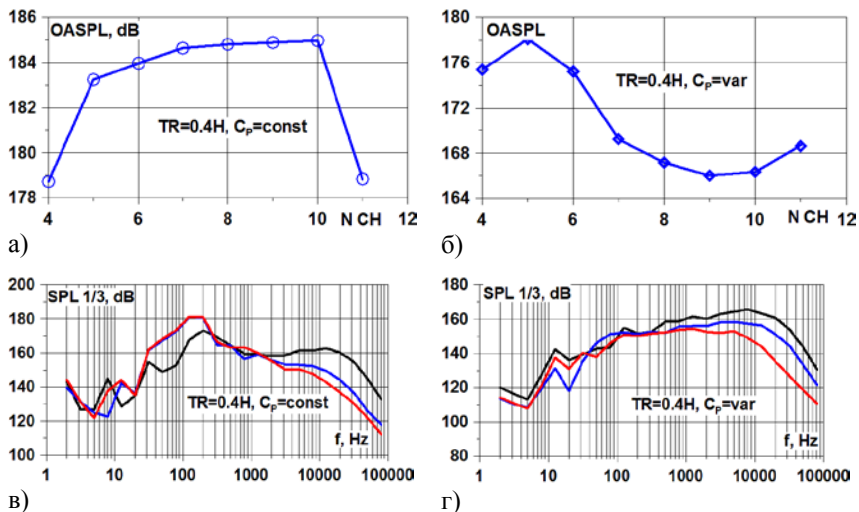 186
OASPL, dB
184
182
180
178
TR=0.4H, Cₚ=const
4
6
8
10
N CH
12
а)
180
OASPL
176
172
168
164
TR=0.4H, Cₚ=var
4
6
8
10
N CH
12
б)
200
SPL 1/3, dB
180
160
140
120
100
TR=0.4H, Cₚ=const
f, Hz
1
10
100
1000
10000
100000
в)
180
SPL 1/3, dB
160
140
120
100
80
TR=0.4H, Cₚ=var
f, Hz
1
10
100
1000
10000
100000
г)